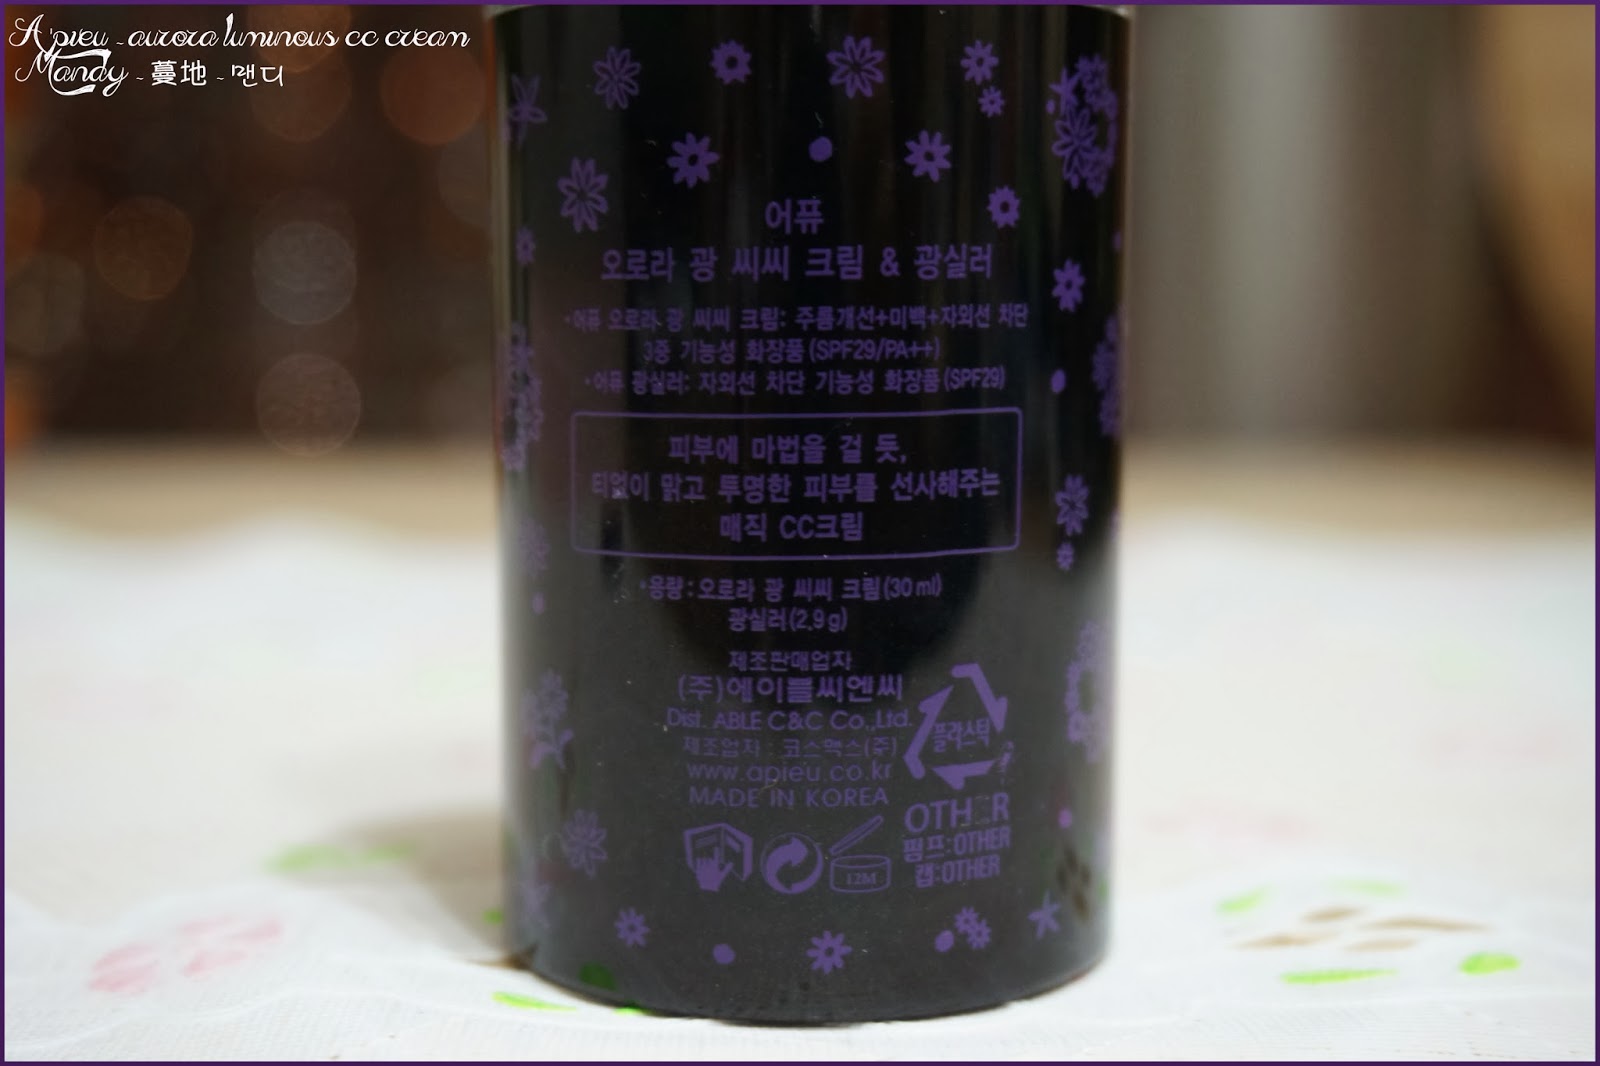 A'pieu ~ aurora luminous cc cream
Mandy ~ 蔓地 ~ 맨디
어퓨
오로라 광 씨씨 크림 & 광실러
•어퓨 오로라 광 씨씨 크림: 주름개선+미백+자외선 차단
3중 기능성 화장품(SPF29/PA++)
•어퓨 광실러: 자외선 차단 기능성 화장품(SPF29)
피부에 마법을 걸 듯,
티없이 맑고 투명한 피부를 선사해주는
매직 CC크림
•용량: 오로라 광 씨씨 크림(30ml)
광실러(2.9g)
제조판매업자
(주)에이블씨엔씨
Dist. ABLE C&C Co.,Ltd.
제조업자 : 코스맥스(주)
www.apieu.co.kr
MADE IN KOREA
플라스틱
OTHER
펌프:OTHER
캡:OTHER
12M